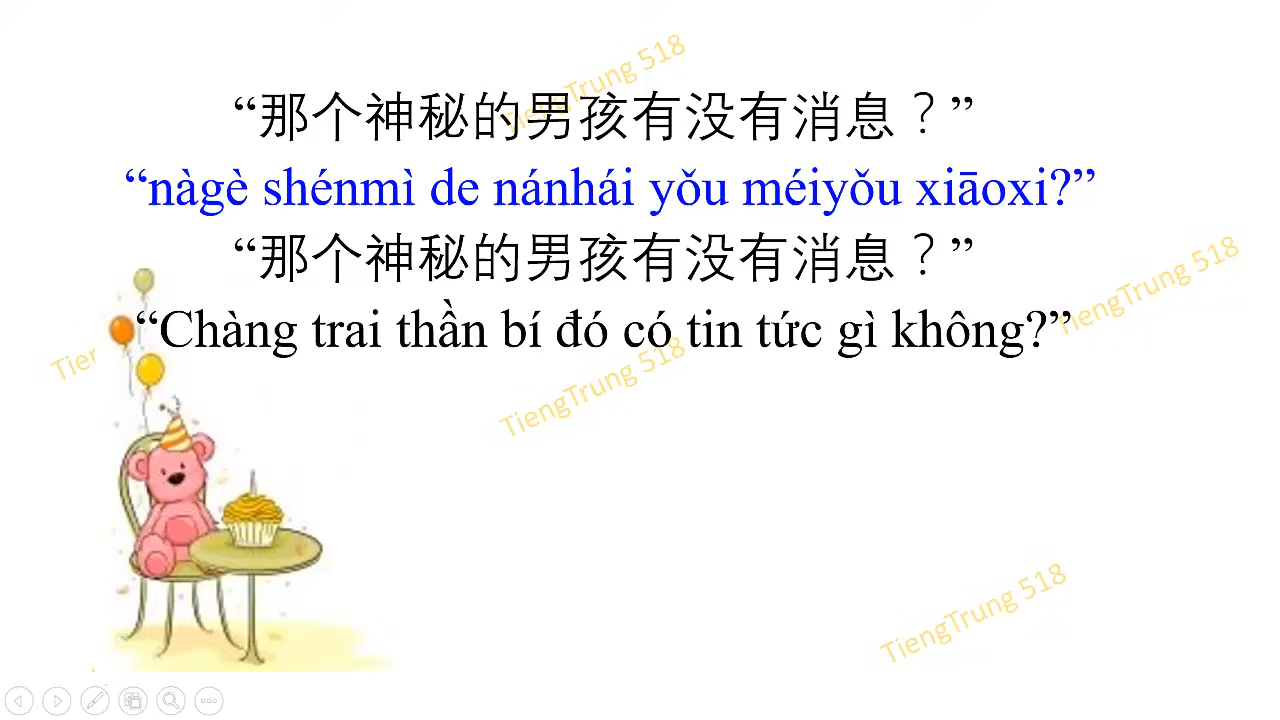 “那个神秘的男孩有没有消息？”
“nàgè shénmì de nánhái yǒu méiyǒu xiāoxi?”
“那个神秘的男孩有没有消息？”
“Chàng trai thần bí đó có tin tức gì không?”
TiengTrung 518
TiengTrung 518
Tien
TiengTrung 518
TiengTrung 518